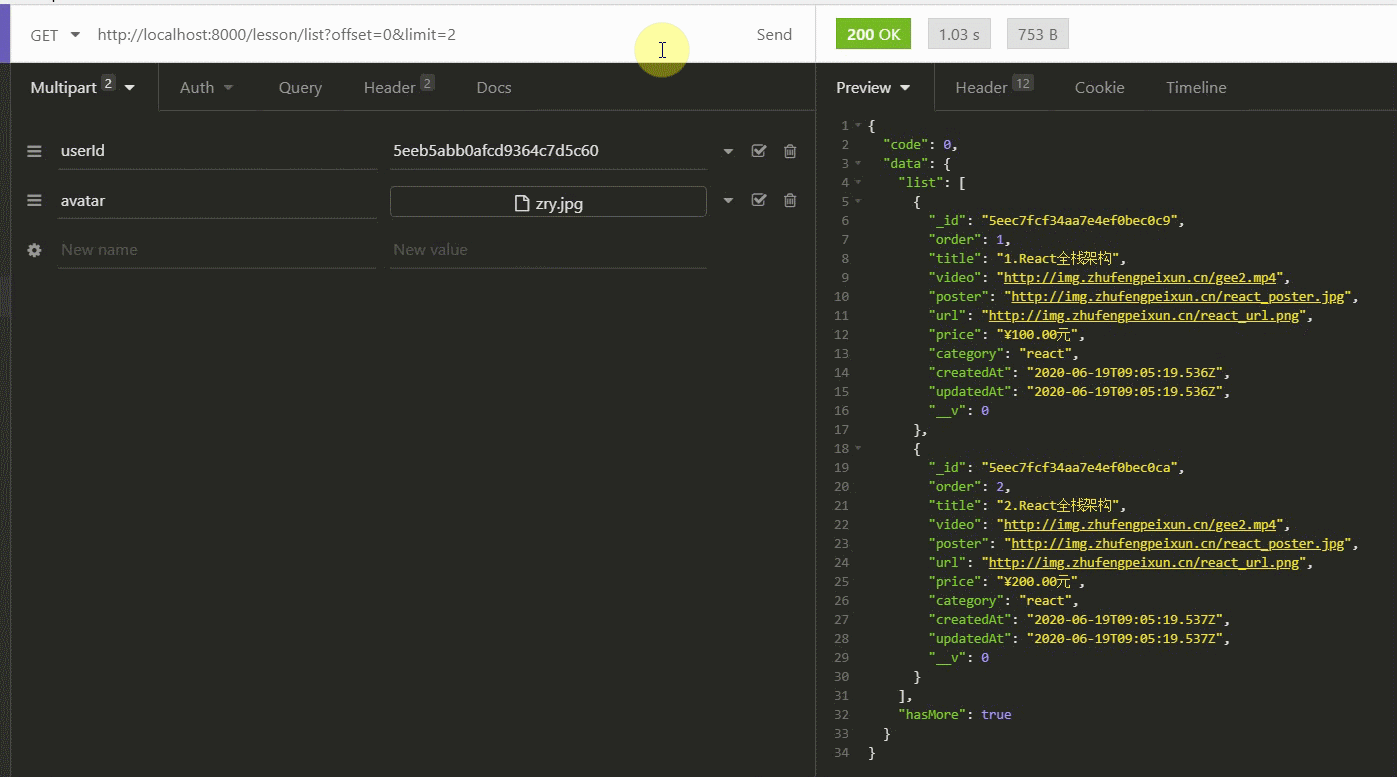 GET http://localhost:8000/lesson/list?offset=0&limit=2 Send 200 OK 1.03 s 753 B
Multipart 2 Auth Query Header 2 Docs
userId 5eeb5abb0afcd9364c7d5c60
avatar zry.jpg
New name New value
Preview Header 12 Cookie Timeline
1 {
2 "code": 0,
3 "data": {
4 "list": [
5 {
6 "_id": "5eec7fcf34aa7e4ef0bec0c9",
7 "order": 1,
8 "title": "1.React全栈架构",
9 "video": "http://img.zhufengpeixun.cn/gee2.mp4",
10 "poster": "http://img.zhufengpeixun.cn/react_poster.jpg",
11 "url": "http://img.zhufengpeixun.cn/react_url.png",
12 "price": "¥100.00元",
13 "category": "react",
14 "createdAt": "2020-06-19T09:05:19.536Z",
15 "updatedAt": "2020-06-19T09:05:19.536Z",
16 "__v": 0
17 },
18 {
19 "_id": "5eec7fcf34aa7e4ef0bec0ca",
20 "order": 2,
21 "title": "2.React全栈架构",
22 "video": "http://img.zhufengpeixun.cn/gee2.mp4",
23 "poster": "http://img.zhufengpeixun.cn/react_poster.jpg",
24 "url": "http://img.zhufengpeixun.cn/react_url.png",
25 "price": "¥200.00元",
26 "category": "react",
27 "createdAt": "2020-06-19T09:05:19.537Z",
28 "updatedAt": "2020-06-19T09:05:19.537Z",
29 "__v": 0
30 }
31 ],
32 "hasMore": true
33 }
34 }